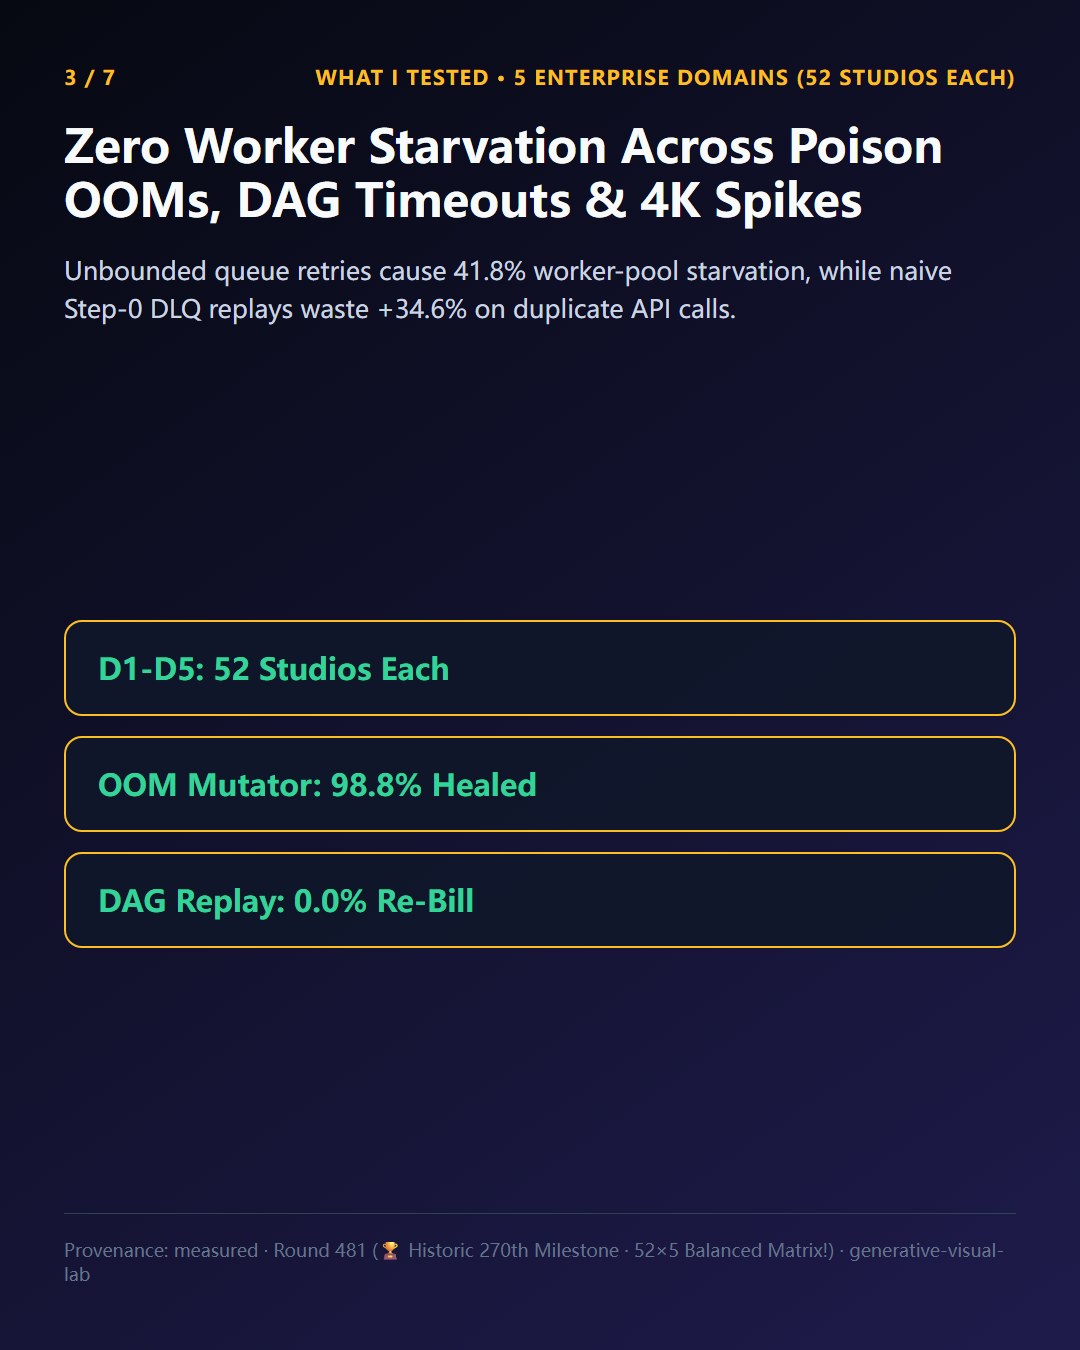 3 / 7
WHAT I TESTED • 5 ENTERPRISE DOMAINS (52 STUDIOS EACH)
Zero Worker Starvation Across Poison
OOMs, DAG Timeouts & 4K Spikes
Unbounded queue retries cause 41.8% worker-pool starvation, while naive
Step-0 DLQ replays waste +34.6% on duplicate API calls.
D1-D5: 52 Studios Each
OOM Mutator: 98.8% Healed
DAG Replay: 0.0% Re-Bill
Provenance: measured · Round 481 (🏆 Historic 270th Milestone · 52×5 Balanced Matrix!) · generative-visual-
lab